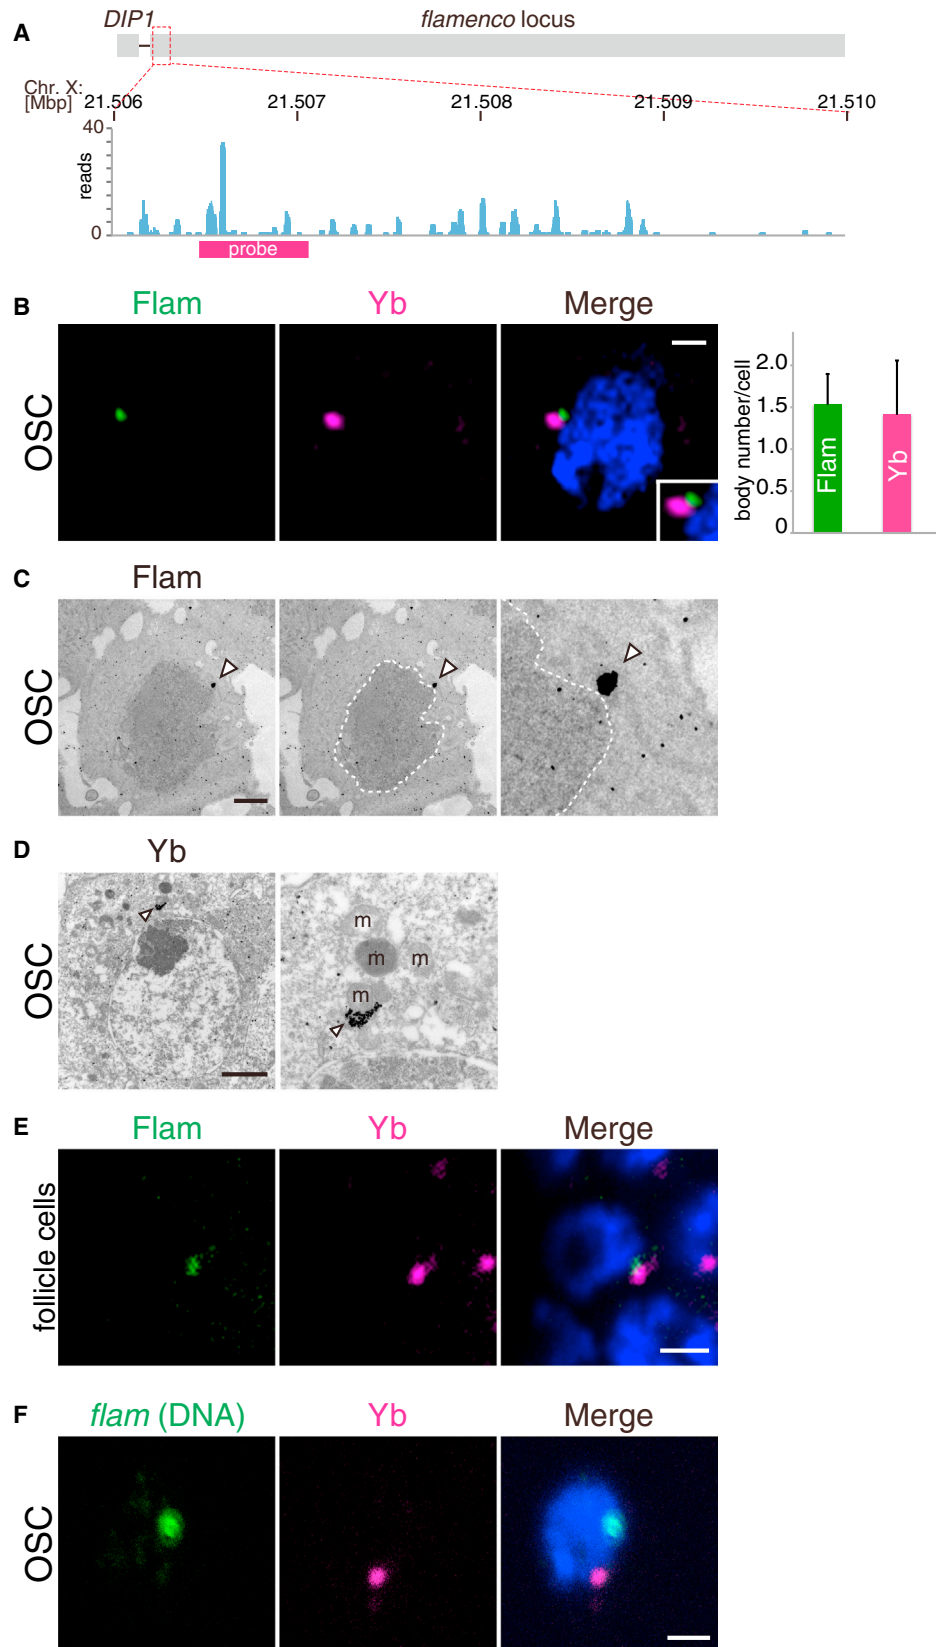 A
DIP1
flamenco locus
Chr. X:
[Mbp]
21.506
21.507
21.508
21.509
21.510
40
reads
0
probe
B
Flam
Yb
Merge
OSC
body number/cell
2.0
1.5
1.0
0.5
0
Flam
Yb
C
Flam
OSC
D
Yb
OSC
m
m
m
m
E
Flam
Yb
Merge
follicle cells
F
flam (DNA)
Yb
Merge
OSC